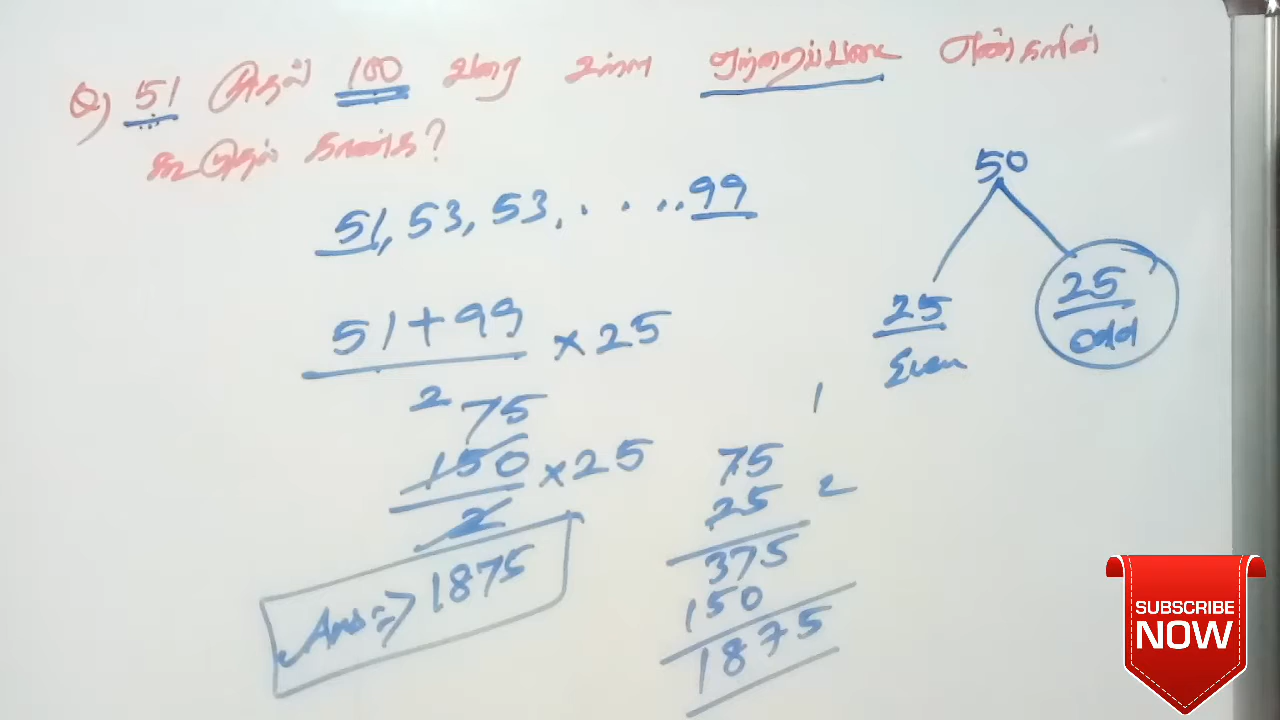 Q) 51 முதல் 100 வரை உள்ள ஒற்றைப்படை எண்களின்
கூடுதல் காண்க?
51, 53, 53, . . . . . 99
50
25 Even
25 odd
51 + 99 × 25
2
75
150 × 25
2
Ans => 1875
1
75
25 2
375
150
1875
SUBSCRIBE
NOW